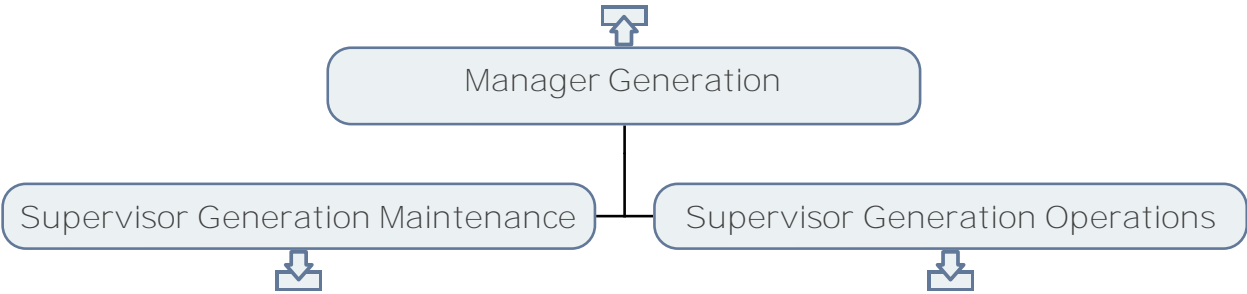 Manager Generation
Supervisor Generation Maintenance
Supervisor Generation Operations